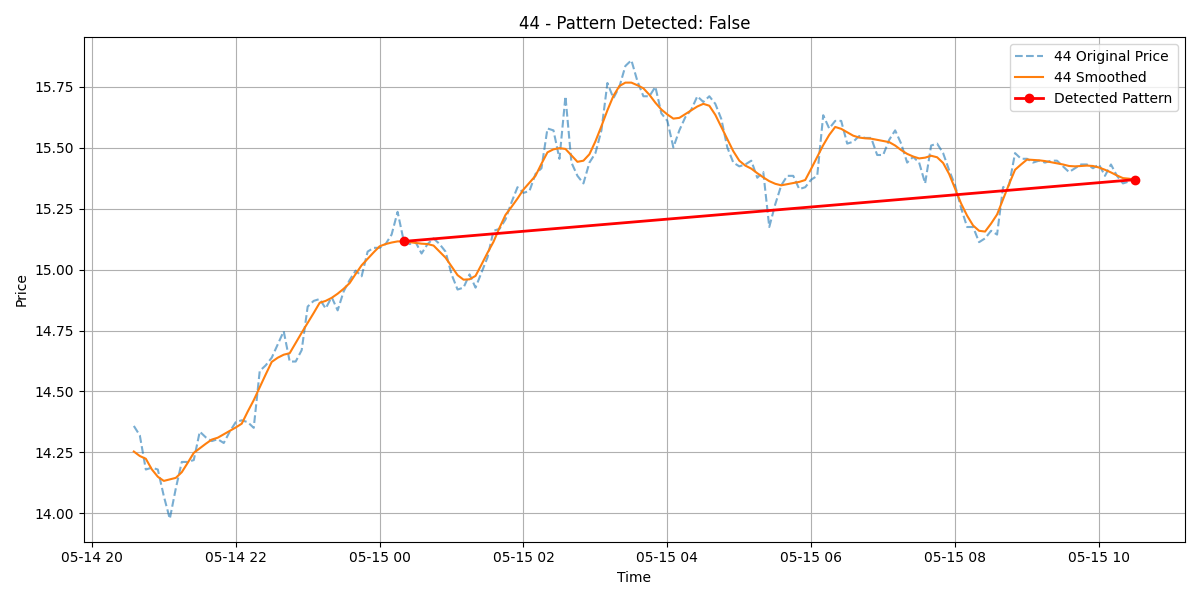 44 - Pattern Detected: False
44 Original Price
44 Smoothed
Detected Pattern
Price
15.75
15.50
15.25
15.00
14.75
14.50
14.25
14.00
05-14 20
05-14 22
05-15 00
05-15 02
05-15 04
05-15 06
05-15 08
05-15 10
Time